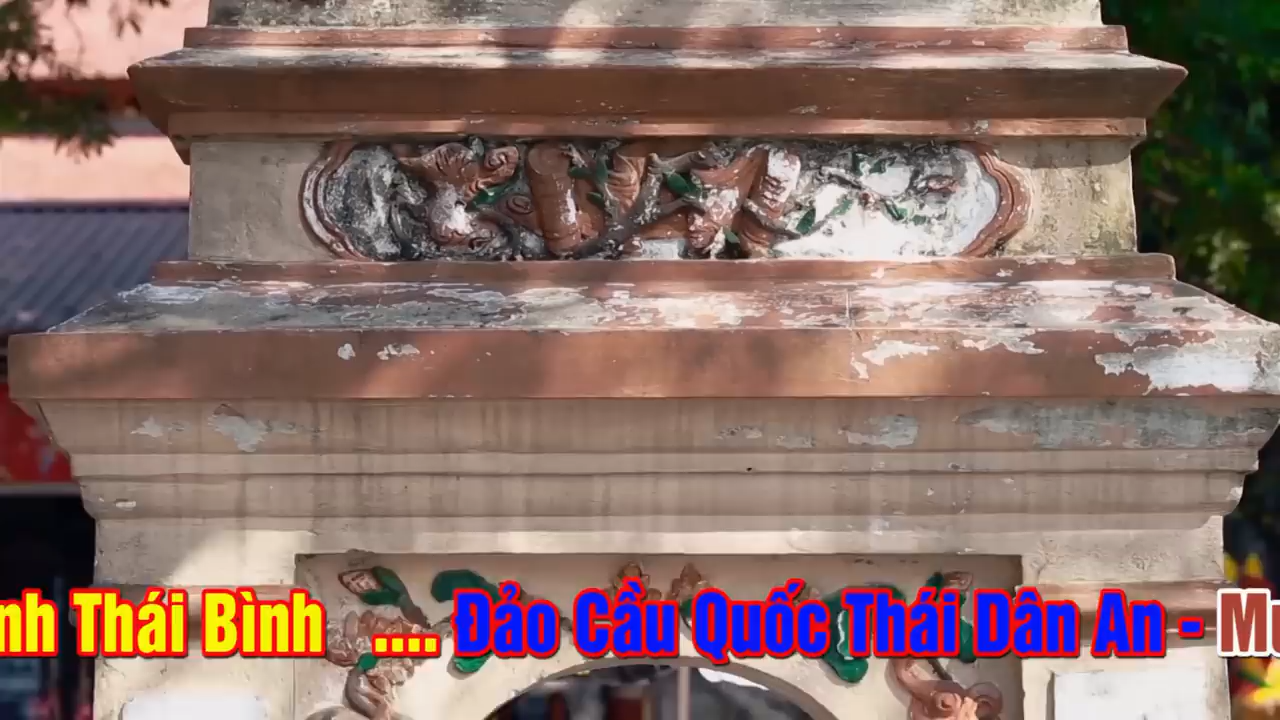 Thái Bình .... Đảo Cầu Quốc Thái Dân An -